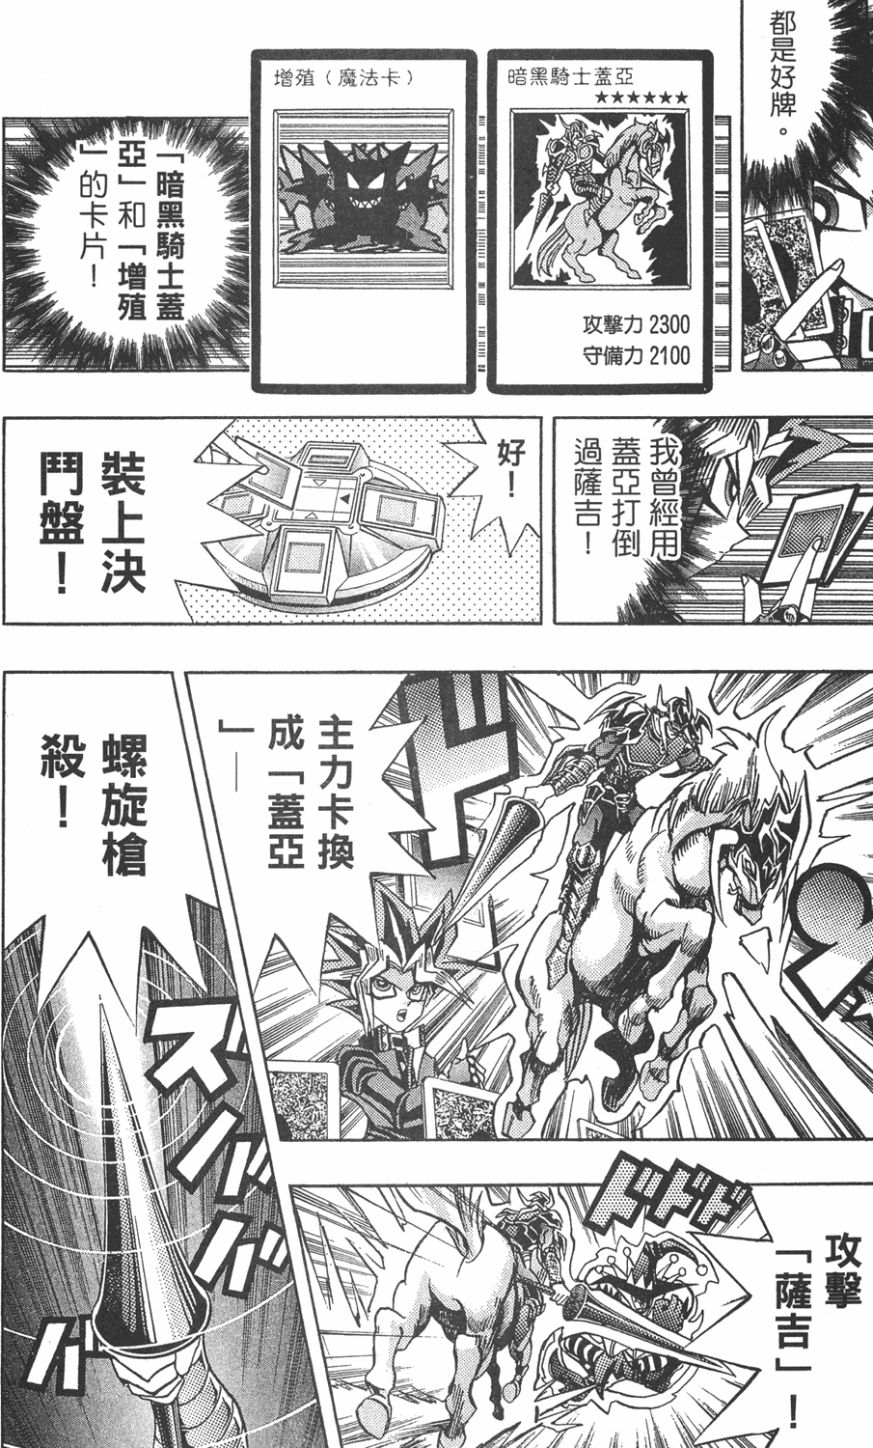 都是好牌。
暗黑騎士蓋亞
★★★★★★
攻擊力 2300
守備力 2100
增殖（魔法卡）
「暗黑騎士蓋
亞」和「增殖
」的卡片！
我曾經用
蓋亞打倒
過薩吉！
好！
裝上決
鬥盤！
主力卡換
成「蓋亞
」—
螺旋槍
殺！
攻擊
「薩吉」！
ドドド